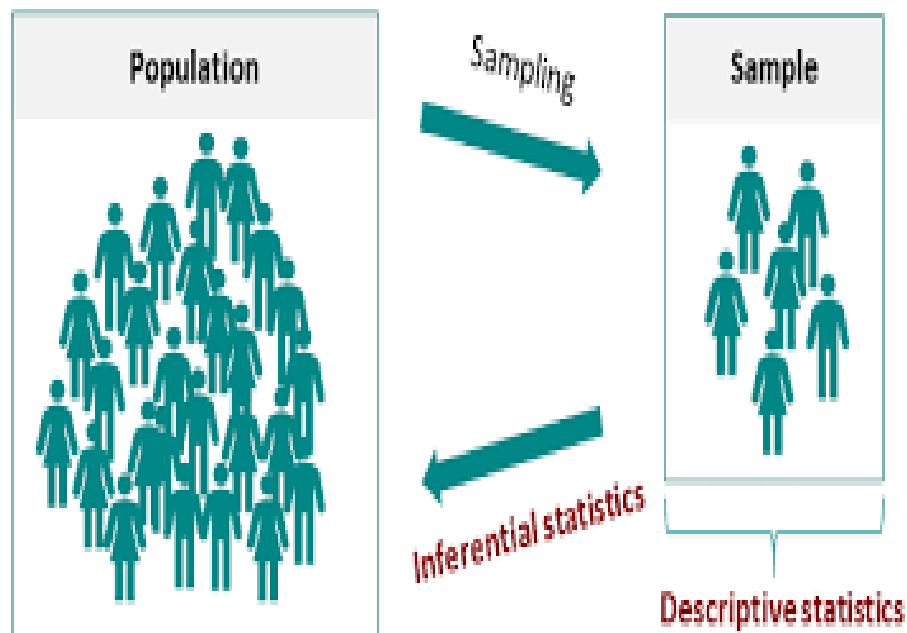 Population
Sampling
Sample
Inferential statistics
Descriptive statistics